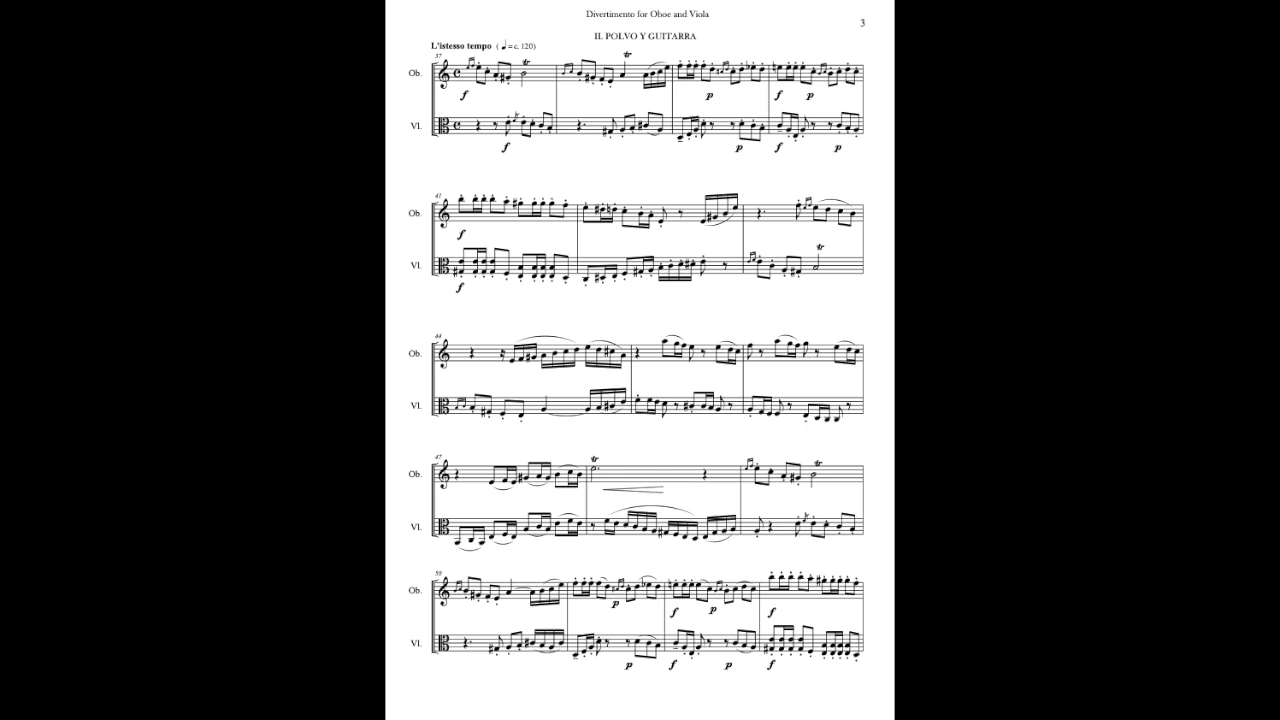 Divertimento for Oboe and Viola
3
II. POLVO Y GUITARRA
L'istesso tempo (♩= c. 120)
37
Ob.
tr
tr
f
p
f
p
Vl.
f
p
f
p
41
Ob.
f
Vl.
tr
f
44
Ob.
Vl.
47
Ob.
tr
tr
Vl.
50
Ob.
p
f
p
f
Vl.
p
f
p
f